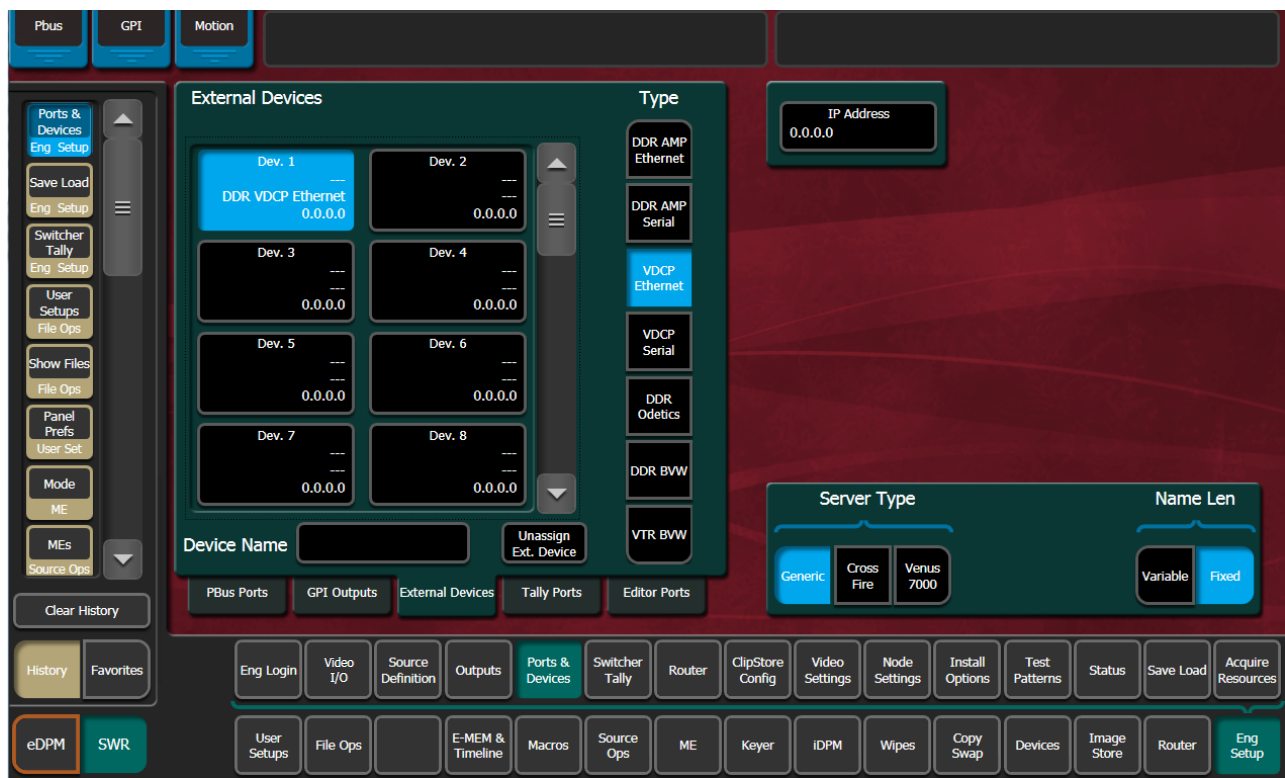 Pbus
GPI
Motion
Ports &
Devices
Eng Setup
Save Load
Eng Setup
Switcher
Tally
Eng Setup
User
Setups
File Ops
Show Files
File Ops
Panel
Prefs
User Set
Mode
ME
MEs
Source Ops
Clear History
History
Favorites
eDPM
SWR
External Devices
Type
Dev. 1
---
DDR VDCP Ethernet
0.0.0.0
Dev. 2
---
---
0.0.0.0
Dev. 3
---
---
0.0.0.0
Dev. 4
---
---
0.0.0.0
Dev. 5
---
---
0.0.0.0
Dev. 6
---
---
0.0.0.0
Dev. 7
---
---
0.0.0.0
Dev. 8
---
---
0.0.0.0
DDR AMP
Ethernet
DDR AMP
Serial
VDCP
Ethernet
VDCP
Serial
DDR
Odetics
DDR BVW
VTR BVW
Device Name
Unassign
Ext. Device
PBus Ports
GPI Outputs
External Devices
Tally Ports
Editor Ports
IP Address
0.0.0.0
Server Type
Generic
Cross
Fire
Venus
7000
Name Len
Variable
Fixed
Eng Login
Video
I/O
Source
Definition
Outputs
Ports &
Devices
Switcher
Tally
Router
ClipStore
Config
Video
Settings
Node
Settings
Install
Options
Test
Patterns
Status
Save Load
Acquire
Resources
User
Setups
File Ops
E-MEM &
Timeline
Macros
Source
Ops
ME
Keyer
iDPM
Wipes
Copy
Swap
Devices
Image
Store
Router
Eng
Setup